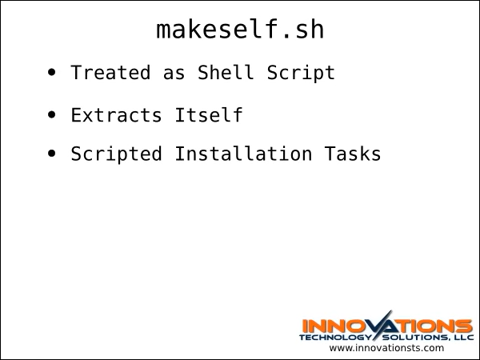 makeself.sh
• Treated as Shell Script
• Extracts Itself
• Scripted Installation Tasks
INNOVATIONS
TECHNOLOGY SOLUTIONS, LLC
www.innovationsts.com